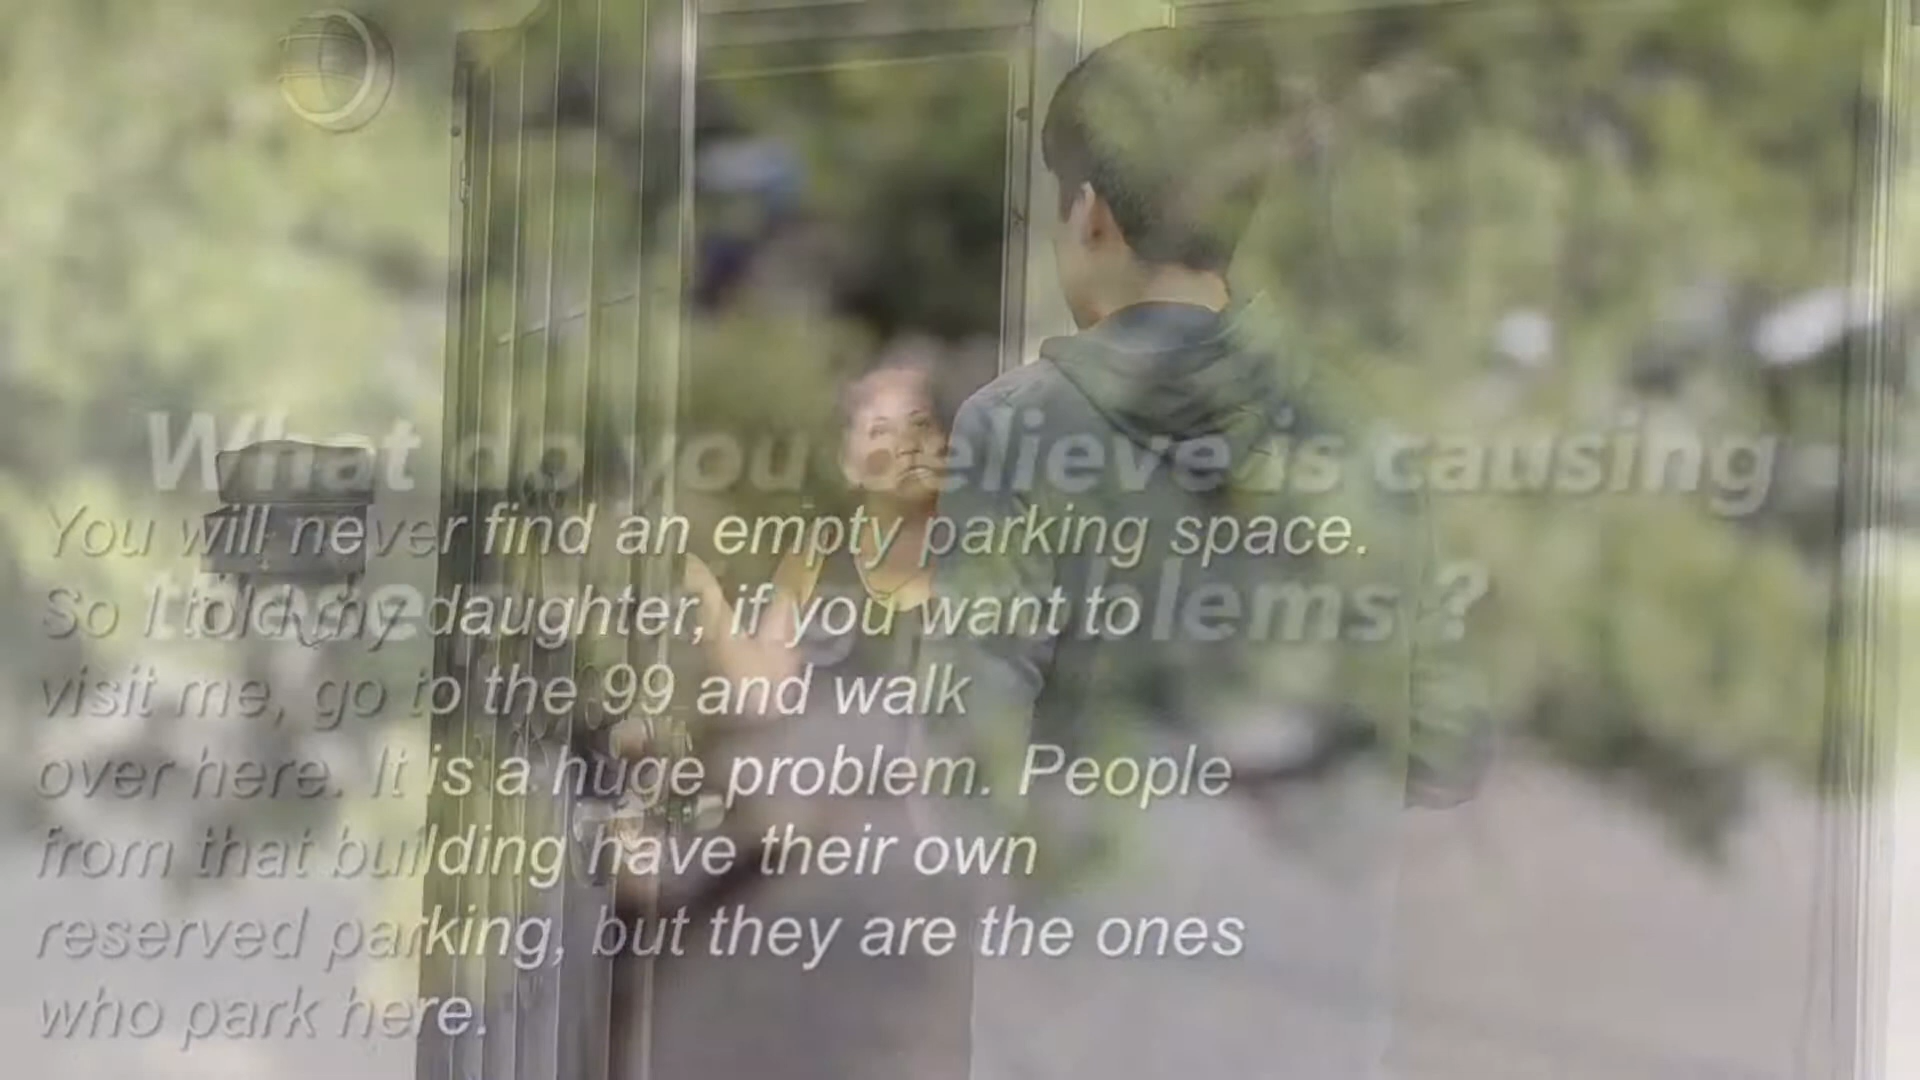 What do you believe is causing
these parking problems ?
You will never find an empty parking space.
So I told my daughter, if you want to
visit me, go to the 99 and walk
over here. It is a huge problem. People
from that building have their own
reserved parking, but they are the ones
who park here.